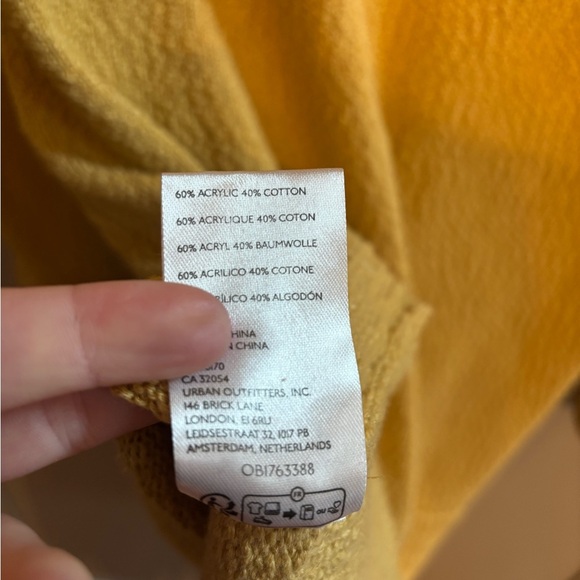 60% ACRYLIC 40% COTTON
60% ACRYLIQUE 40% COTON
60% ACRYL 40% BAUMWOLLE
60% ACRILICO 40% COTONE
40% ALGODÓN
CHINA
CHINA
CA 32054
URBAN OUTFITTERS, INC.
146 BRICK LANE
LONDON, E1 6RU
LEIDSESTRAAT 32, 1017 PB
AMSTERDAM, NETHERLANDS
OB1763388
FR
OU